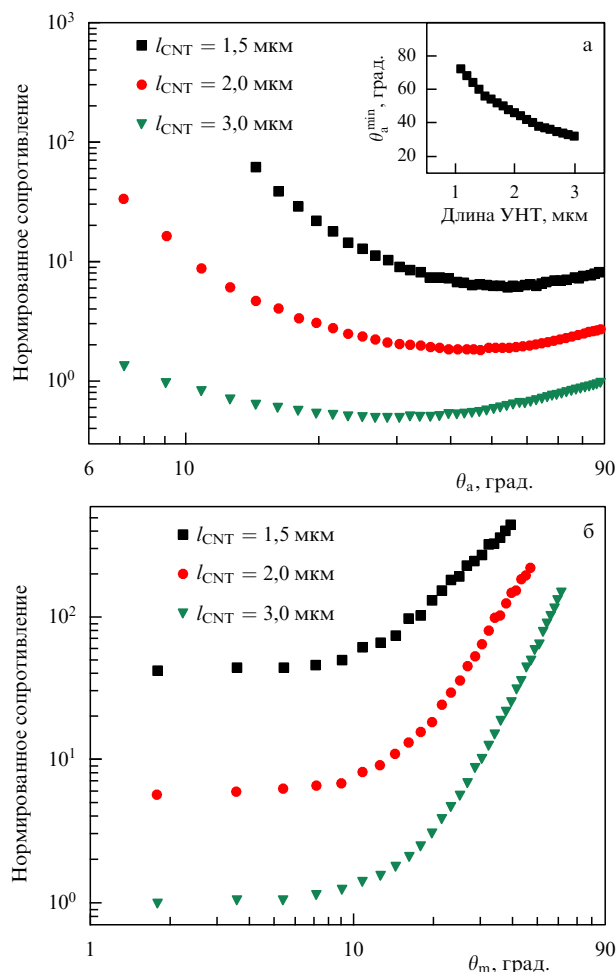 10³
10²
10¹
10⁰
Нормированное сопротивление
l_CNT = 1,5 мкм
l_CNT = 2,0 мкм
l_CNT = 3,0 мкм
а
80
60
40
20
θ_a^min, град.
1 2 3
Длина УНТ, мкм
6 10 90
θ_a, град.
б
10²
10¹
10⁰
Нормированное сопротивление
l_CNT = 1,5 мкм
l_CNT = 2,0 мкм
l_CNT = 3,0 мкм
1 10 90
θ_m, град.